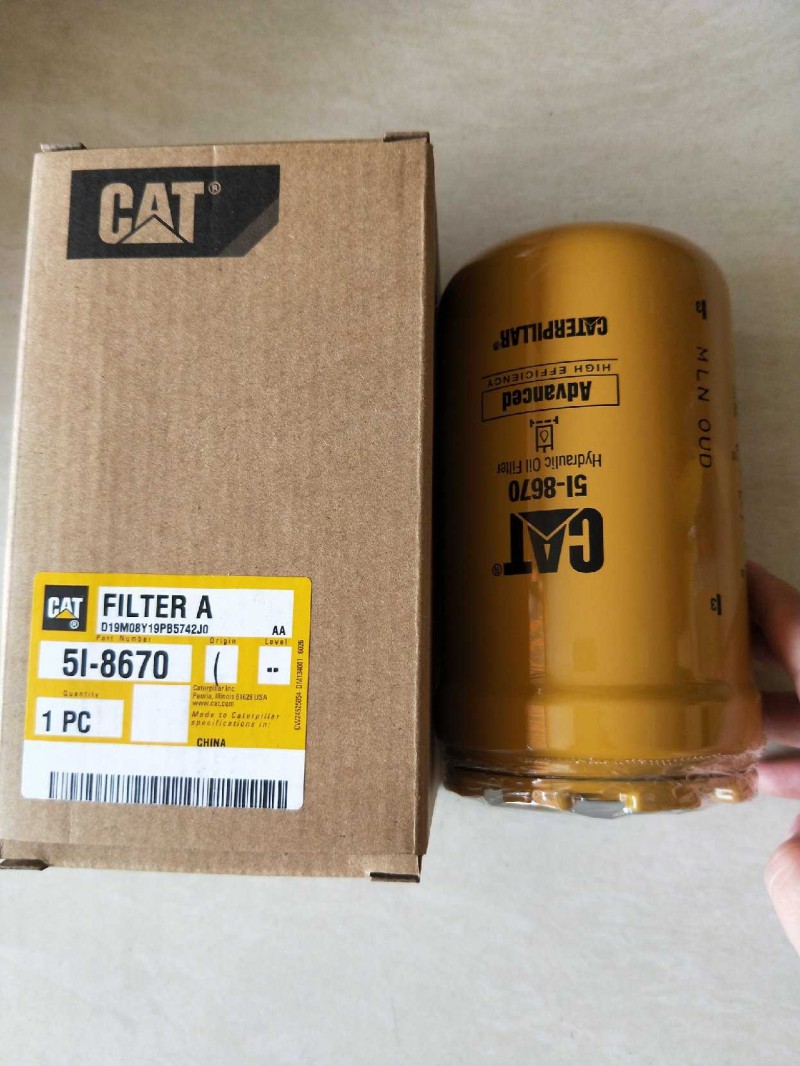 CAT®
CAT
®
FILTER A
D19M08Y19PB5742J0
AA
Part Number
Origin
Level
5I-8670
(
--
Quantity
1 PC
Caterpillar Inc.
Peoria, Illinois 61629 USA
www.cat.com
Made to Caterpillar
specifications in:
CHINA
CAT®
5I-8670
Hydraulic Oil Filter
Advanced
HIGH EFFICIENCY
CATERPILLAR®
MLN OUD